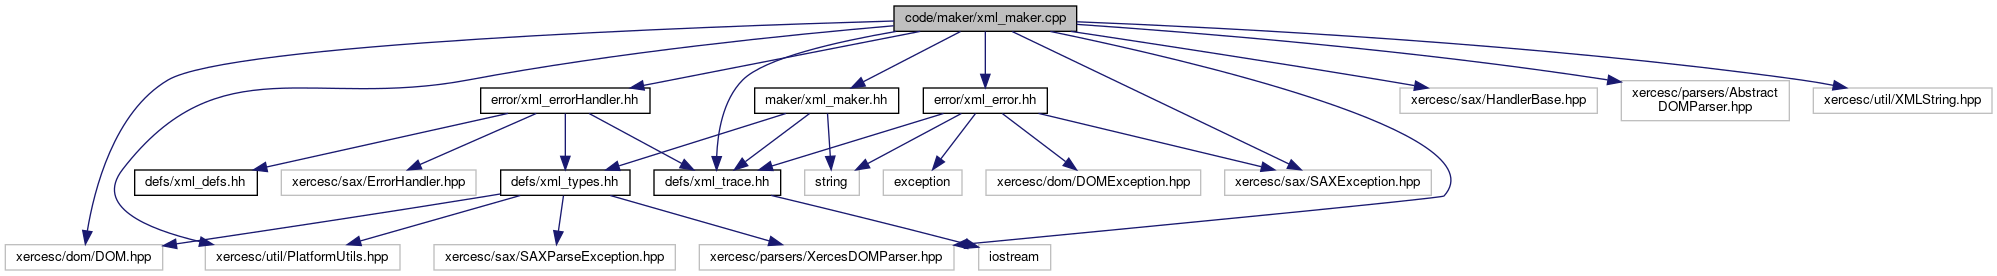 code/maker/xml_maker.cpp
error/xml_errorHandler.hh
maker/xml_maker.hh
error/xml_error.hh
xercesc/sax/HandlerBase.hpp
xercesc/parsers/Abstract
DOMParser.hpp
xercesc/util/XMLString.hpp
defs/xml_defs.hh
xercesc/sax/ErrorHandler.hpp
defs/xml_types.hh
defs/xml_trace.hh
string
exception
xercesc/dom/DOMException.hpp
xercesc/sax/SAXException.hpp
xercesc/dom/DOM.hpp
xercesc/util/PlatformUtils.hpp
xercesc/sax/SAXParseException.hpp
xercesc/parsers/XercesDOMParser.hpp
iostream